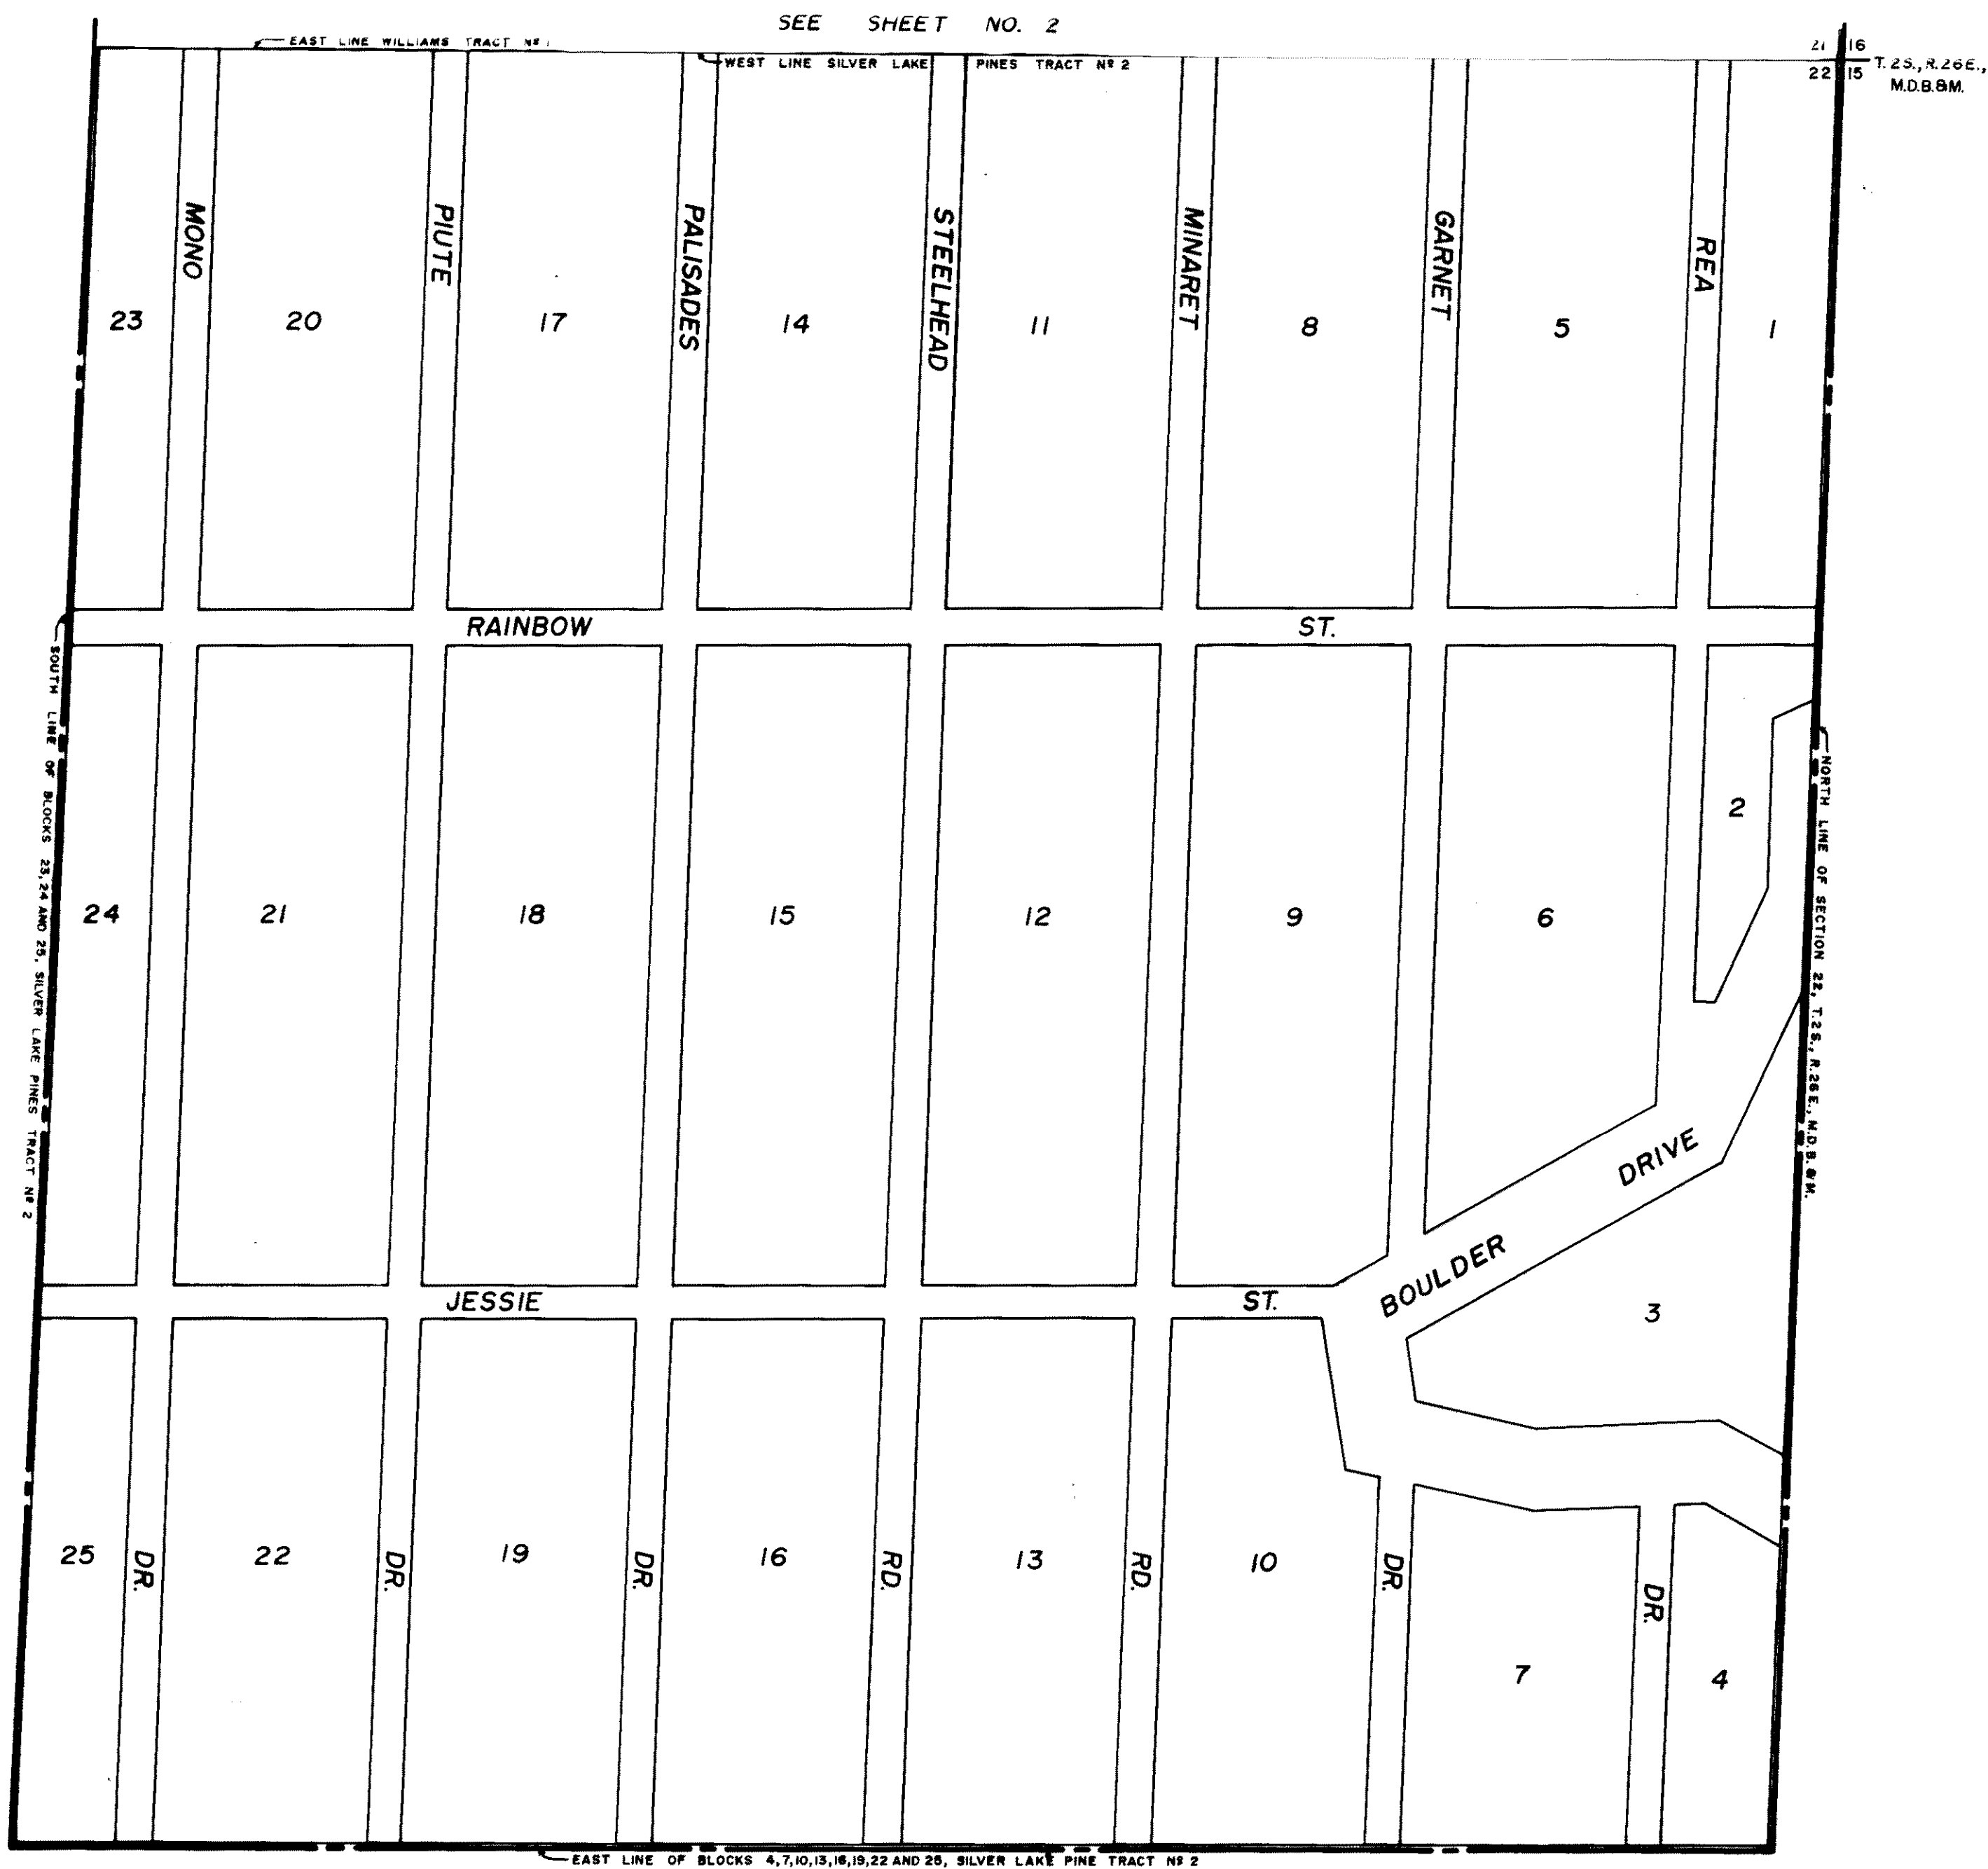 SEE SHEET NO. 2
EAST LINE WILLIAMS TRACT Nº 1
WEST LINE SILVER LAKE PINES TRACT Nº 2
21 16
22 15
T. 2S., R. 26E.,
M.D.B.&M.
MONO
PIUTE
PALISADES
STEELHEAD
MINARET
GARNET
REA
23
20
17
14
11
8
5
1
RAINBOW ST.
SOUTH LINE OF BLOCKS 23, 24 AND 25, SILVER LAKE PINES TRACT Nº 2
NORTH LINE OF SECTION 22, T. 2S., R. 26E., M.D.B.&M.
2
24
21
18
15
12
9
6
BOULDER DRIVE
JESSIE ST.
3
25
DR.
22
DR.
19
DR.
16
RD.
13
RD.
10
DR.
7
DR.
4
EAST LINE OF BLOCKS 4,7,10,13,16,19,22 AND 25, SILVER LAKE PINE TRACT Nº 2